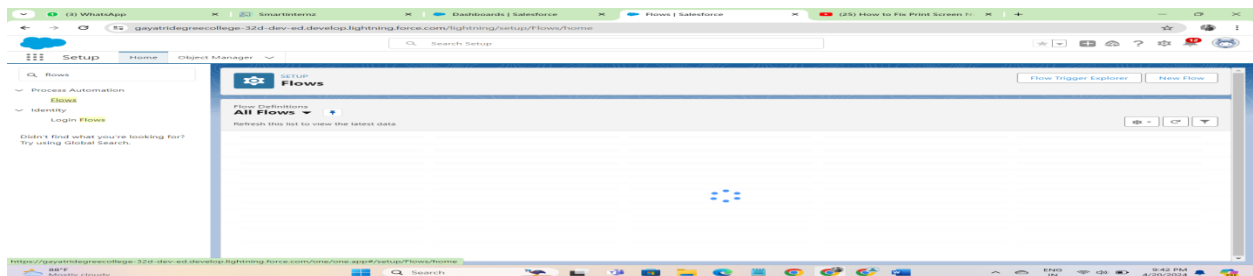 (3) WhatsApp
Smartinternz
Dashboards | Salesforce
Flows | Salesforce
(25) How to Fix Print Screen N
gayatridegreecollege-32d-dev-ed.develop.lightning.force.com/lightning/setup/Flows/home
Search Setup
Setup
Home
Object Manager
flows
Process Automation
Flows
Identity
Login Flows
Didn't find what you're looking for?
Try using Global Search.
SETUP
Flows
Flow Trigger Explorer
New Flow
Flow Definitions
All Flows
Refresh this list to view the latest data.
https://gayatridegreecollege-32d-dev-ed.develop.lightning.force.com/one/one.app#/setup/Flows/home
88°F
Mostly cloudy
Search
ENG
IN
9:42 PM
4/20/2024